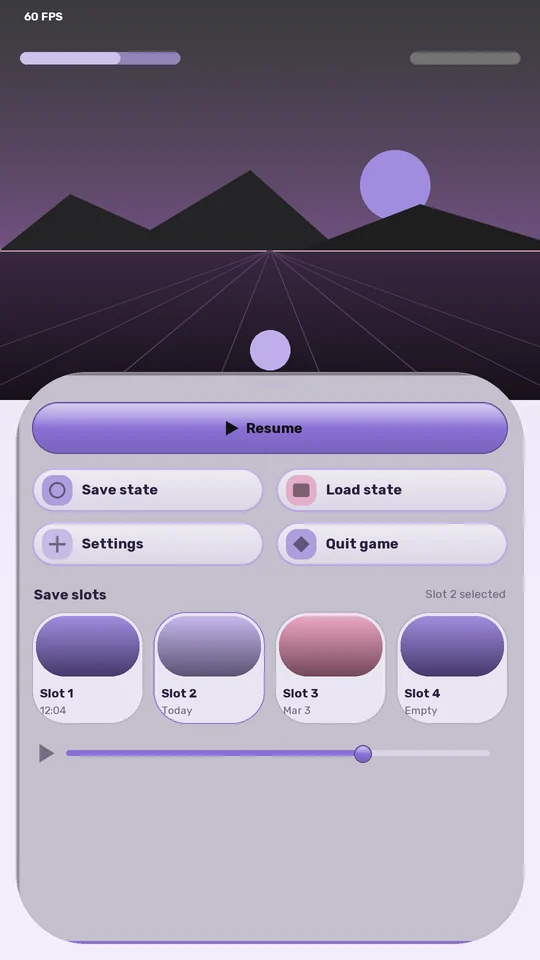 60 FPS
Resume
Save state
Load state
Settings
Quit game
Save slots
Slot 2 selected
Slot 1
12:04
Slot 2
Today
Slot 3
Mar 3
Slot 4
Empty